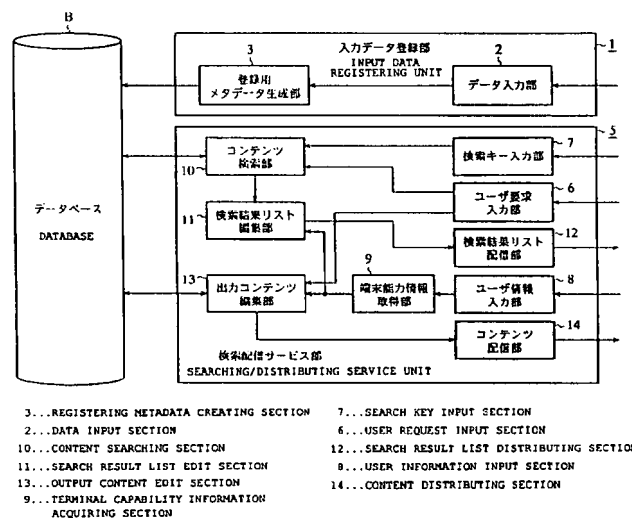 B
3
入力データ登録部
INPUT DATA
REGISTERING UNIT
2
1
登録用
メタデータ生成部
データ入力部
データベース
DATABASE
5
コンテンツ
検索部
10
検索キー入力部
7
ユーザ要求
入力部
6
11
検索結果リスト
編集部
検索結果リスト
配信部
12
13
出力コンテンツ
編集部
9
端末能力情報
取得部
ユーザ情報
入力部
8
コンテンツ
配信部
14
検索配信サービス部
SEARCHING/DISTRIBUTING SERVICE UNIT
3...REGISTERING METADATA CREATING SECTION
2...DATA INPUT SECTION
10...CONTENT SEARCHING SECTION
11...SEARCH RESULT LIST EDIT SECTION
13...OUTPUT CONTENT EDIT SECTION
9...TERMINAL CAPABILITY INFORMATION
ACQUIRING SECTION
7...SEARCH KEY INPUT SECTION
6...USER REQUEST INPUT SECTION
12...SEARCH RESULT LIST DISTRIBUTING SECTION
8...USER INFORMATION INPUT SECTION
14...CONTENT DISTRIBUTING SECTION